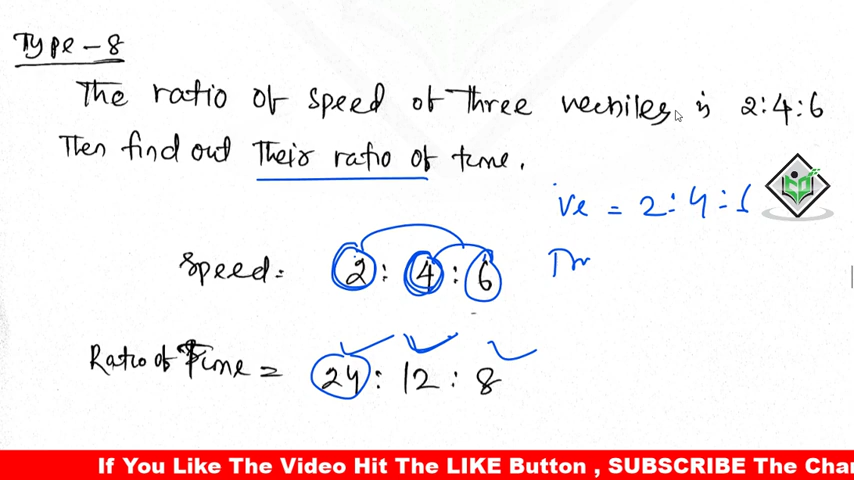 Type-8
The ratio of speed of Three vechiles is 2:4:6
Then find out Their ratio of time.
ive = 2:4:
Speed = 2:4:6
Ratio of Time = 24:12:8
If You Like The Video Hit The LIKE Button , SUBSCRIBE The Cha